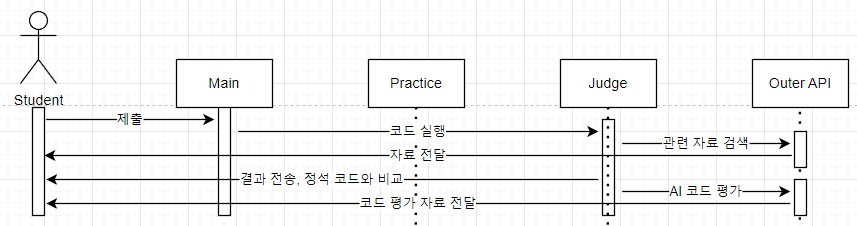 Student
Main
Practice
Judge
Outer API
제출
코드 실행
관련 자료 검색
자료 전달
결과 전송, 정석 코드와 비교
AI 코드 평가
코드 평가 자료 전달